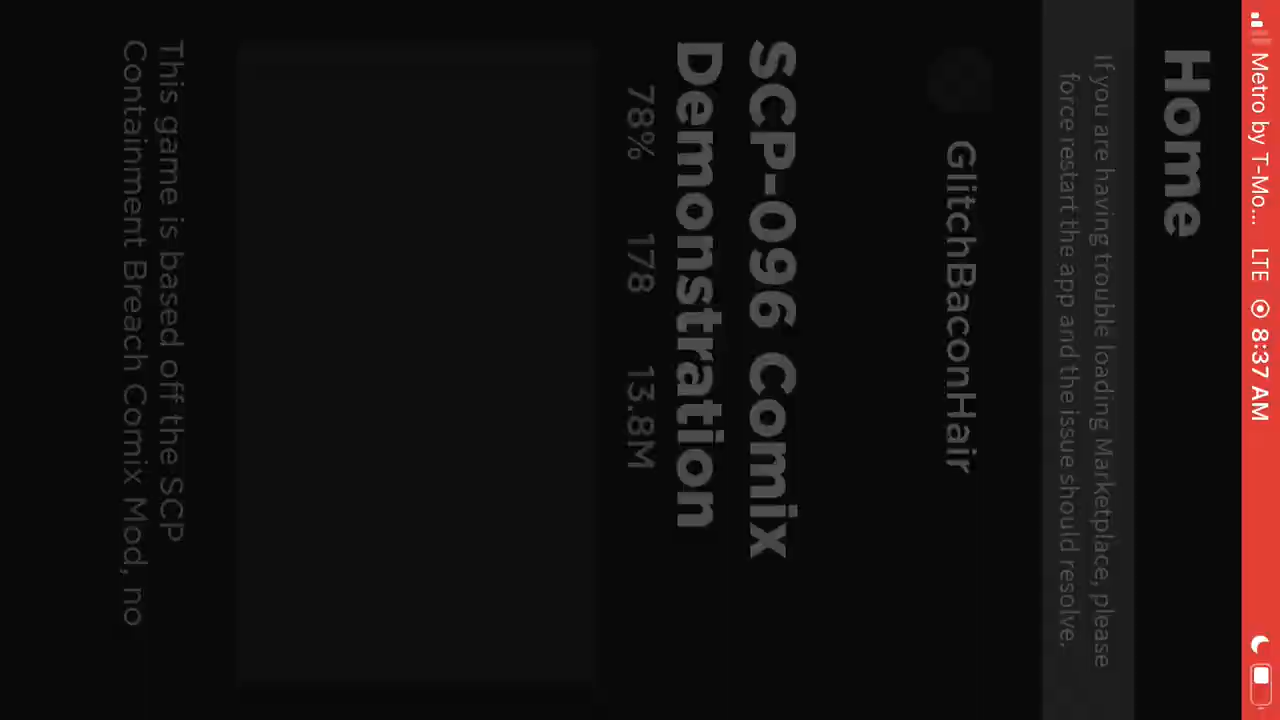 Metro by T-Mo... LTE 8:37 AM
Home
If you are having trouble loading Marketplace, please
force restart the app and the issue should resolve.
GlitchBaconHair
SCP-096 Comix
Demonstration
78% 178 13.8M
This game is based off the SCP
Containment Breach Comix Mod, no